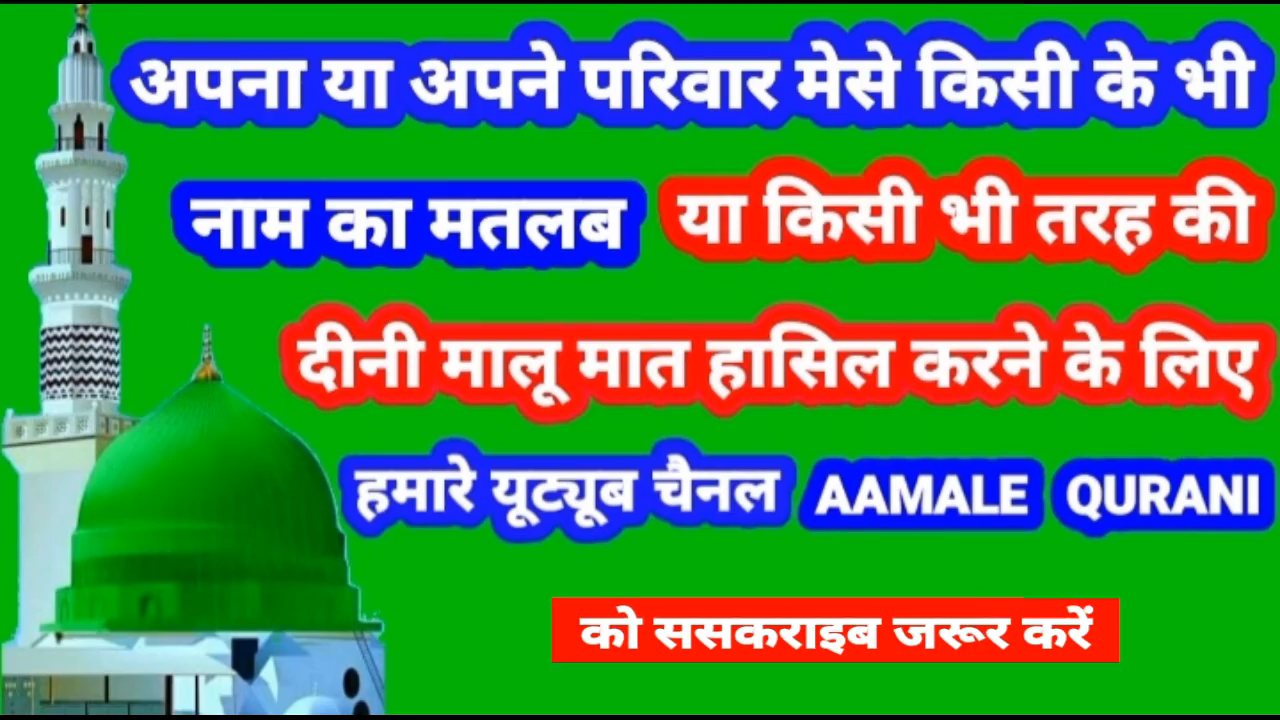 अपना या अपने परिवार मेसे किसी के भी
नाम का मतलब या किसी भी तरह की
दीनी मालू मात हासिल करने के लिए
हमारे यूट्यूब चैनल AAMALE QURANI
को ससकराइब जरूर करें